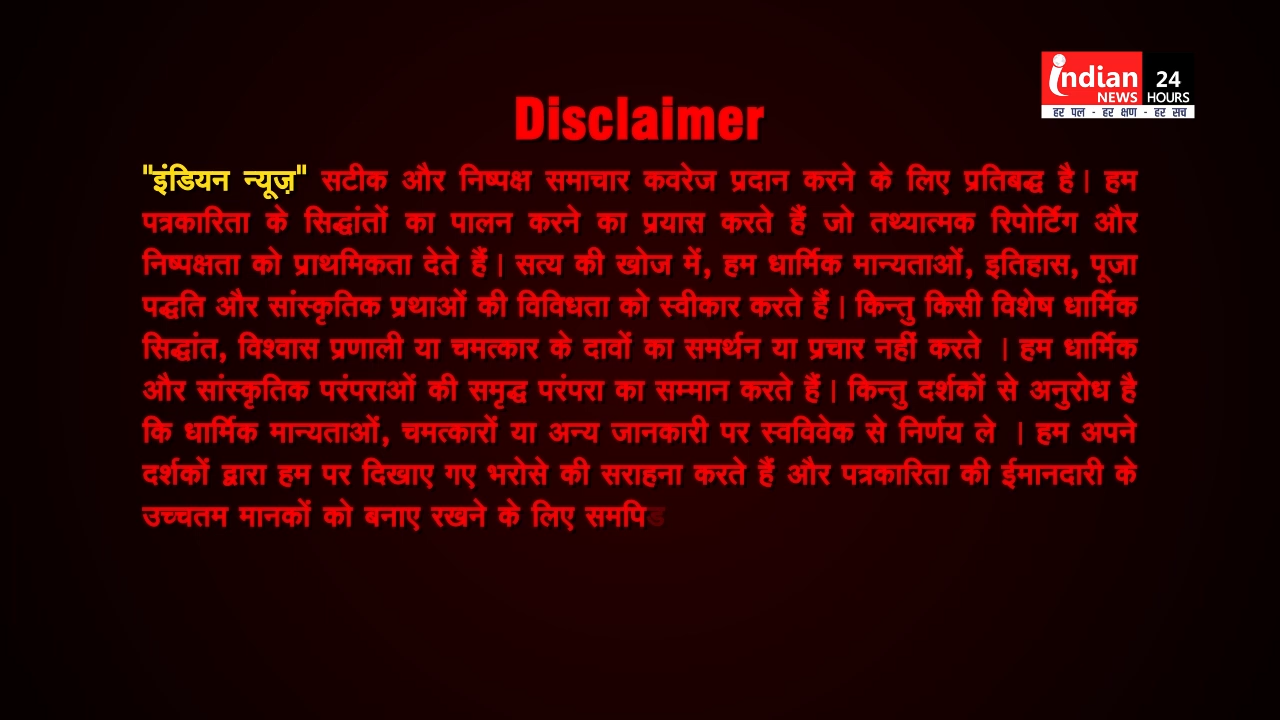 indian
NEWS
24
HOURS
हर पल - हर क्षण - हर सच
Disclaimer
"इंडियन न्यूज़" सटीक और निष्पक्ष समाचार कवरेज प्रदान करने के लिए प्रतिबद्ध है। हम
पत्रकारिता के सिद्धांतों का पालन करने का प्रयास करते हैं जो तथ्यात्मक रिपोर्टिंग और
निष्पक्षता को प्राथमिकता देते हैं। सत्य की खोज में, हम धार्मिक मान्यताओं, इतिहास, पूजा
पद्धति और सांस्कृतिक प्रथाओं की विविधता को स्वीकार करते हैं। किन्तु किसी विशेष धार्मिक
सिद्धांत, विश्वास प्रणाली या चमत्कार के दावों का समर्थन या प्रचार नहीं करते । हम धार्मिक
और सांस्कृतिक परंपराओं की समृद्ध परंपरा का सम्मान करते हैं। किन्तु दर्शकों से अनुरोध है
कि धार्मिक मान्यताओं, चमत्कारों या अन्य जानकारी पर स्वविवेक से निर्णय ले । हम अपने
दर्शकों द्वारा हम पर दिखाए गए भरोसे की सराहना करते हैं और पत्रकारिता की ईमानदारी के
उच्चतम मानकों को बनाए रखने के लिए